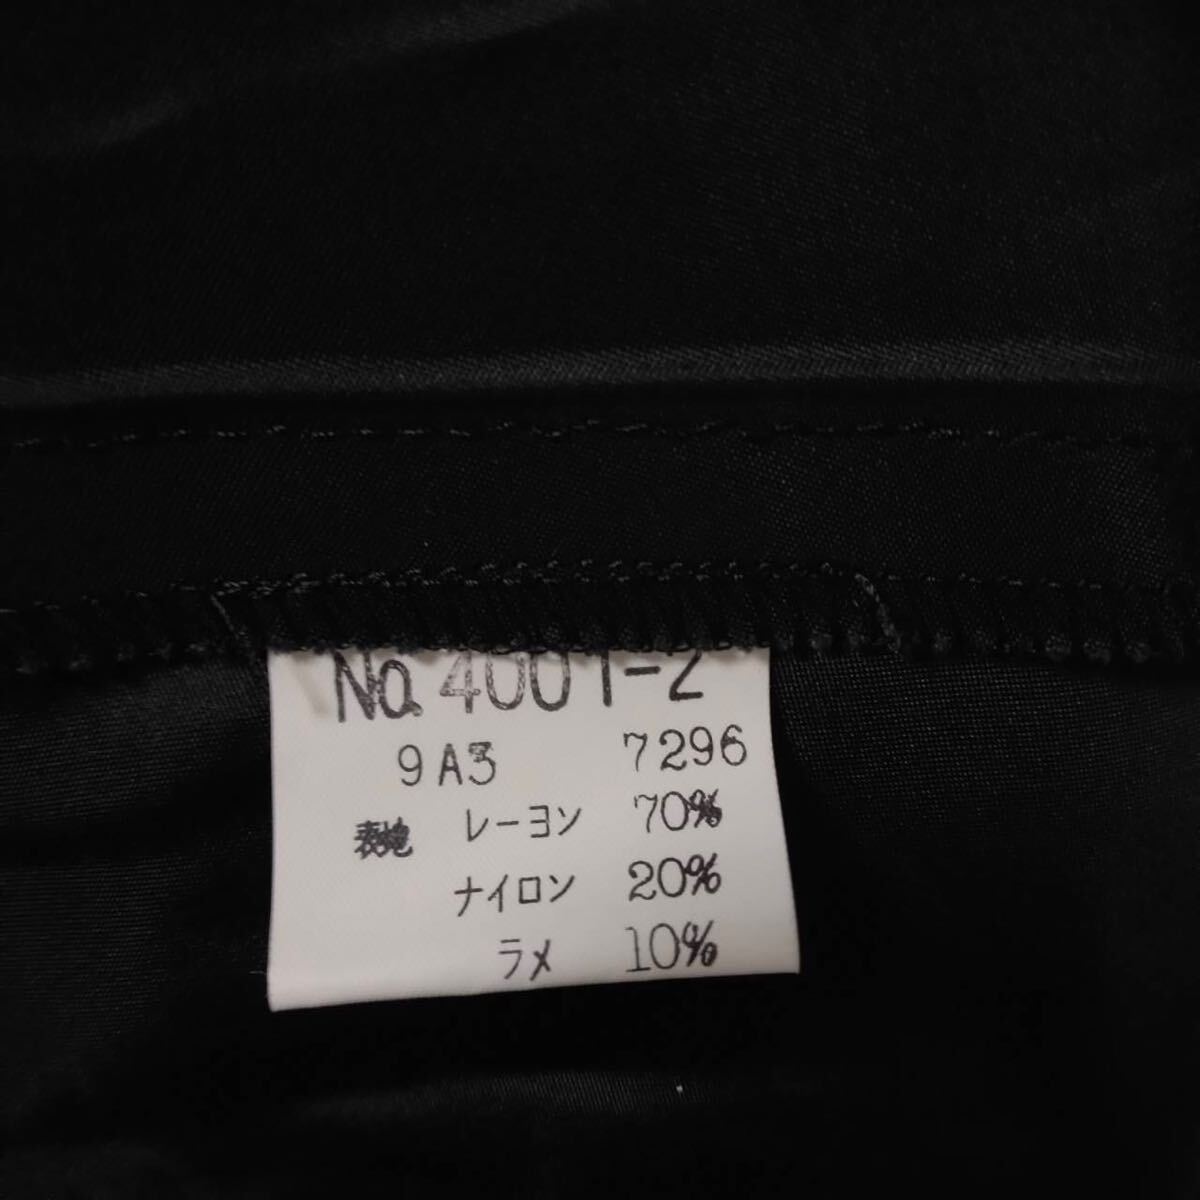 No.4001-2
9A3 7296
表地 レーヨン 70%
ナイロン 20%
ラメ 10%